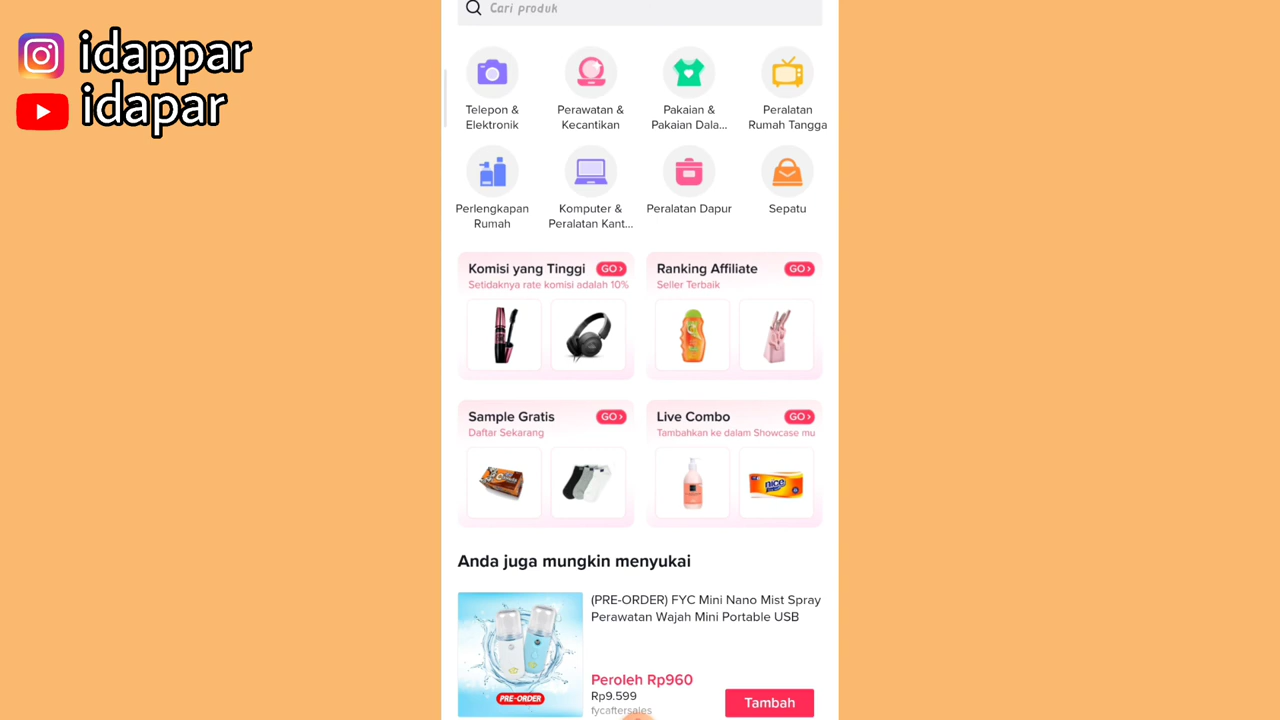 idappar
idapar
Cari produk
Telepon &
Elektronik
Perawatan &
Kecantikan
Pakaian &
Pakaian Dala...
Peralatan
Rumah Tangga
Perlengkapan
Rumah
Komputer &
Peralatan Kant...
Peralatan Dapur
Sepatu
Komisi yang Tinggi GO>
Setidaknya rate komisi adalah 10%
Ranking Affiliate GO>
Seller Terbaik
Sample Gratis GO>
Daftar Sekarang
Live Combo GO>
Tambahkan ke dalam Showcase mu
nice
Anda juga mungkin menyukai
(PRE-ORDER) FYC Mini Nano Mist Spray
Perawatan Wajah Mini Portable USB
PRE-ORDER
Peroleh Rp960
Rp9.599
fycaftersales
Tambah